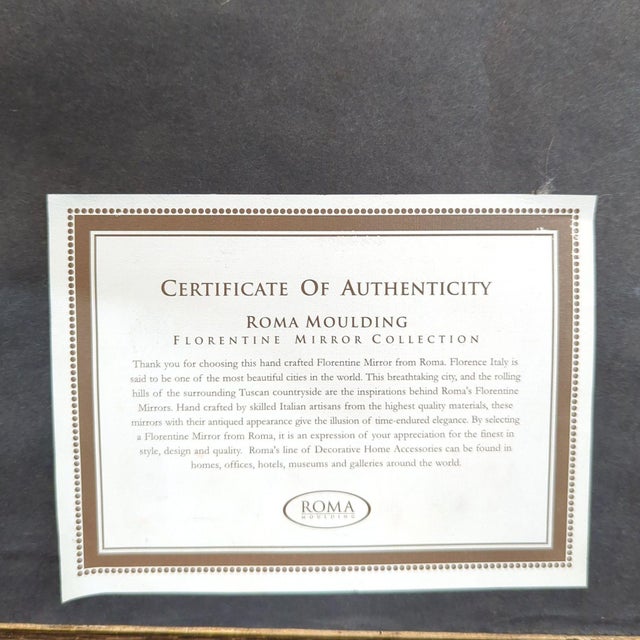 CERTIFICATE OF AUTHENTICITY
ROMA MOULDING
FLORENTINE MIRROR COLLECTION
Thank you for choosing this hand crafted Florentine Mirror from Roma. Florence Italy is
said to be one of the most beautiful cities in the world. This breathtaking city, and the rolling
hills of the surrounding Tuscan countryside are the inspirations behind Roma's Florentine
Mirrors. Hand crafted by skilled Italian artisans from the highest quality materials, these
mirrors with their antiqued appearance give the illusion of time-endured elegance. By selecting
a Florentine Mirror from Roma, it is an expression of your appreciation for the finest in
style, design and quality. Roma's line of Decorative Home Accessories can be found in
homes, offices, hotels, museums and galleries around the world.
ROMA
MOULDING